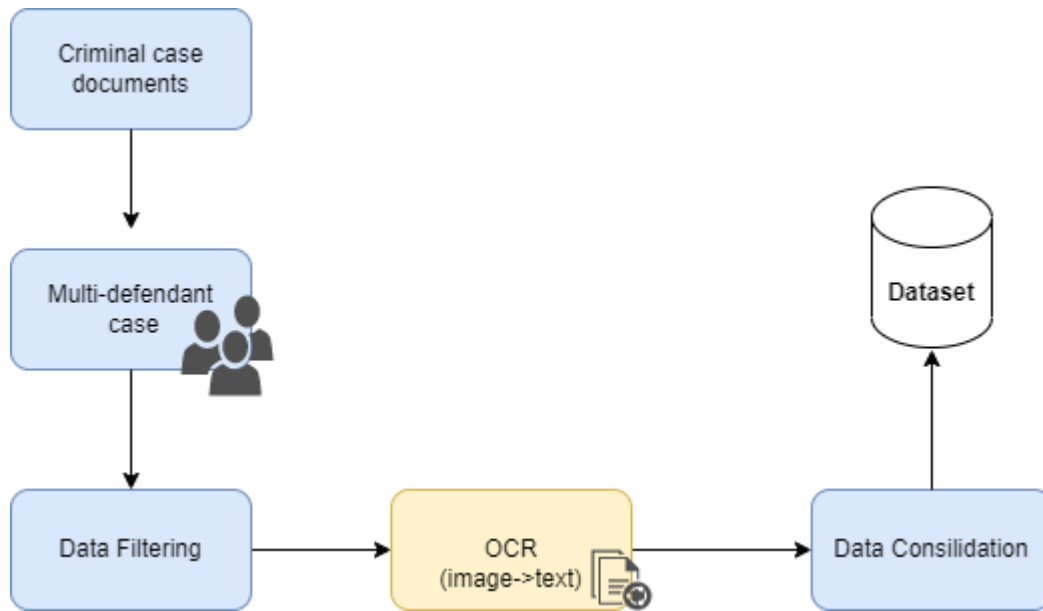 Criminal case
documents
Multi-defendant
case
Data Filtering
OCR
(image->text)
Data Consilidation
Dataset